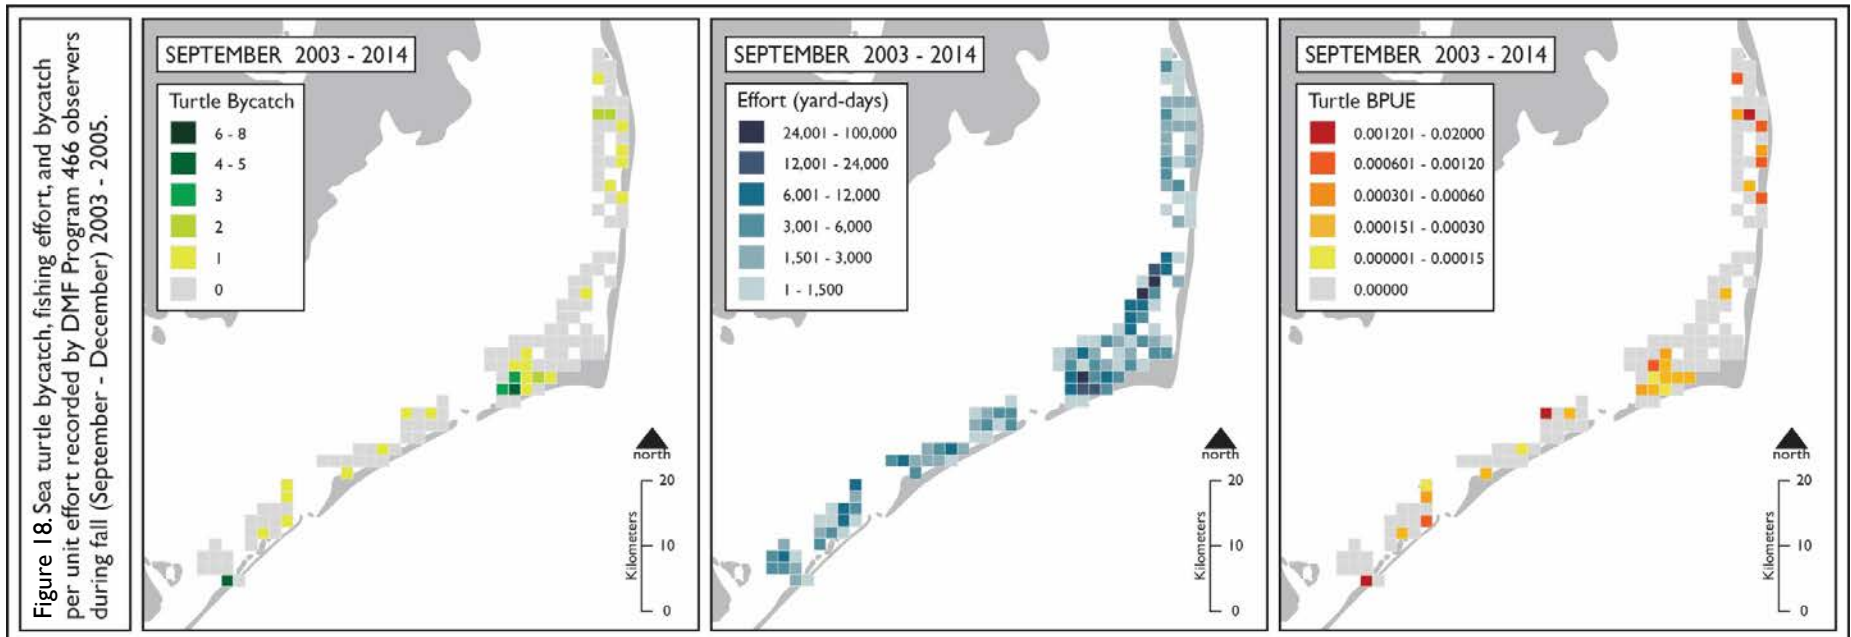 Figure 18. Sea turtle bycatch, fishing effort, and bycatch
per unit effort recorded by DMF Program 466 observers
during fall (September - December) 2003 - 2005.
SEPTEMBER 2003 - 2014
Turtle Bycatch
6 - 8
4 - 5
3
2
1
0
north
20
10
0
Kilometers
SEPTEMBER 2003 - 2014
Effort (yard-days)
24,001 - 100,000
12,001 - 24,000
6,001 - 12,000
3,001 - 6,000
1,501 - 3,000
1 - 1,500
north
20
10
0
Kilometers
SEPTEMBER 2003 - 2014
Turtle BPUE
0.001201 - 0.02000
0.000601 - 0.00120
0.000301 - 0.00060
0.000151 - 0.00030
0.000001 - 0.00015
0.00000
north
20
10
0
Kilometers